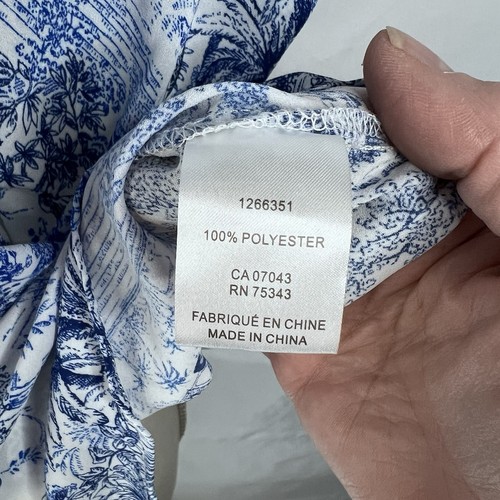 1266351
100% POLYESTER
CA 07043
RN 75343
FABRIQUÉ EN CHINE
MADE IN CHINA